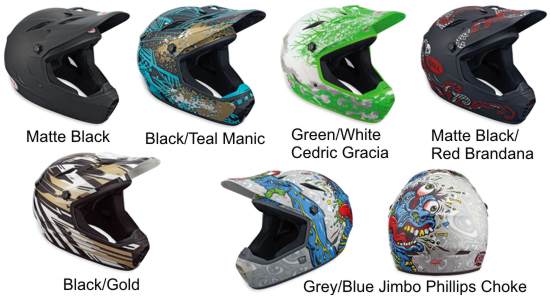 Matte Black
Black/Teal Manic
Green/White
Cedric Gracia
Matte Black/
Red Brandana
Black/Gold
Grey/Blue Jimbo Phillips Choke